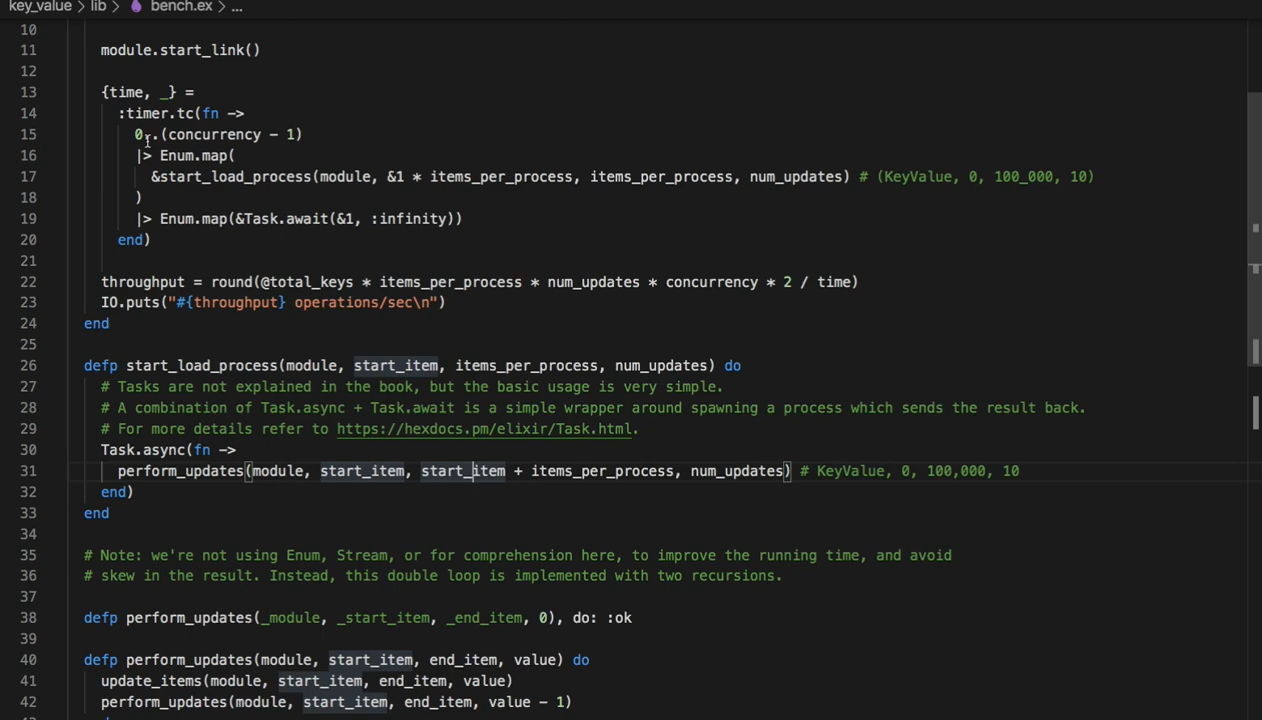 key_value > lib > bench.ex > ...
10
11 module.start_link()
12
13 {time, _} =
14 :timer.tc(fn ->
15 0..(concurrency - 1)
16 |> Enum.map(
17 &start_load_process(module, &1 * items_per_process, items_per_process, num_updates) # (KeyValue, 0, 100_000, 10)
18 )
19 |> Enum.map(&Task.await(&1, :infinity))
20 end)
21
22 throughput = round(@total_keys * items_per_process * num_updates * concurrency * 2 / time)
23 IO.puts("#{throughput} operations/sec\n")
24 end
25
26 defp start_load_process(module, start_item, items_per_process, num_updates) do
27 # Tasks are not explained in the book, but the basic usage is very simple.
28 # A combination of Task.async + Task.await is a simple wrapper around spawning a process which sends the result back.
29 # For more details refer to https://hexdocs.pm/elixir/Task.html.
30 Task.async(fn ->
31 perform_updates(module, start_item, start_item + items_per_process, num_updates) # KeyValue, 0, 100,000, 10
32 end)
33 end
34
35 # Note: we're not using Enum, Stream, or for comprehension here, to improve the running time, and avoid
36 # skew in the result. Instead, this double loop is implemented with two recursions.
37
38 defp perform_updates(_module, _start_item, _end_item, 0), do: :ok
39
40 defp perform_updates(module, start_item, end_item, value) do
41 update_items(module, start_item, end_item, value)
42 perform_updates(module, start_item, end_item, value - 1)